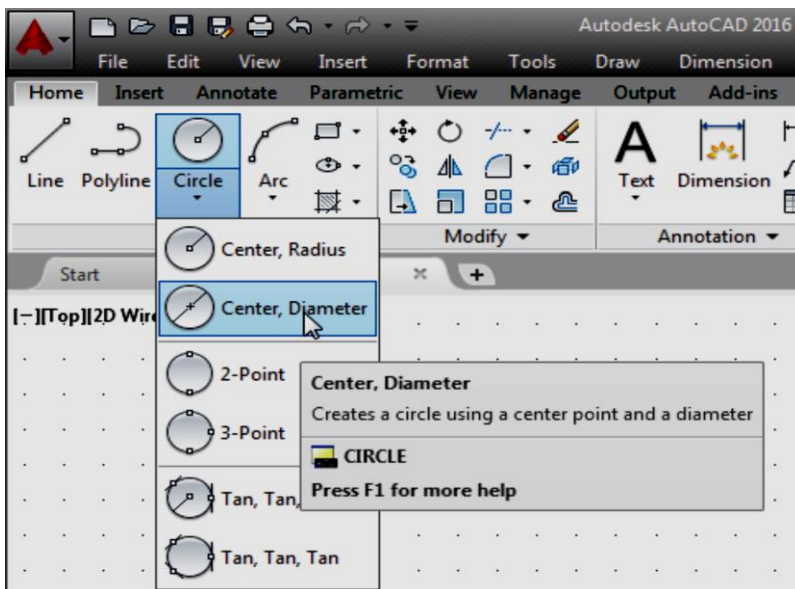 Autodesk AutoCAD 2016
File Edit View Insert Format Tools Draw Dimension
Home Insert Annotate Parametric View Manage Output Add-ins
Line Polyline Circle Arc Text Dimension
Modify Annotation
Center, Radius
Start
Center, Diameter
[−][Top][2D Wire
2-Point
3-Point
Tan, Tan,
Tan, Tan, Tan
Center, Diameter
Creates a circle using a center point and a diameter
CIRCLE
Press F1 for more help